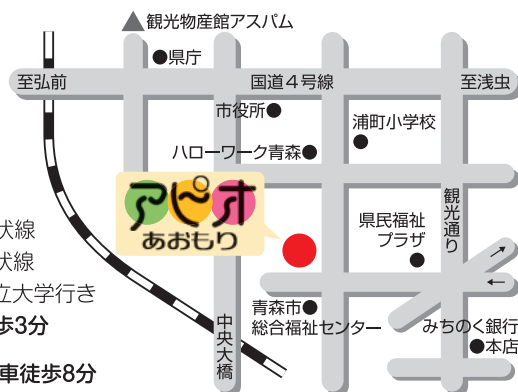 観光物産館アスパム
県庁
至弘前
国道4号線
至浅虫
市役所
浦町小学校
ハローワーク青森
アピオ
あおもり
観光通り
県民福祉
プラザ
伏線
伏線
立大学行き
歩3分
車徒歩8分
青森市
総合福祉センター
中央大橋
みちのく銀行
本店